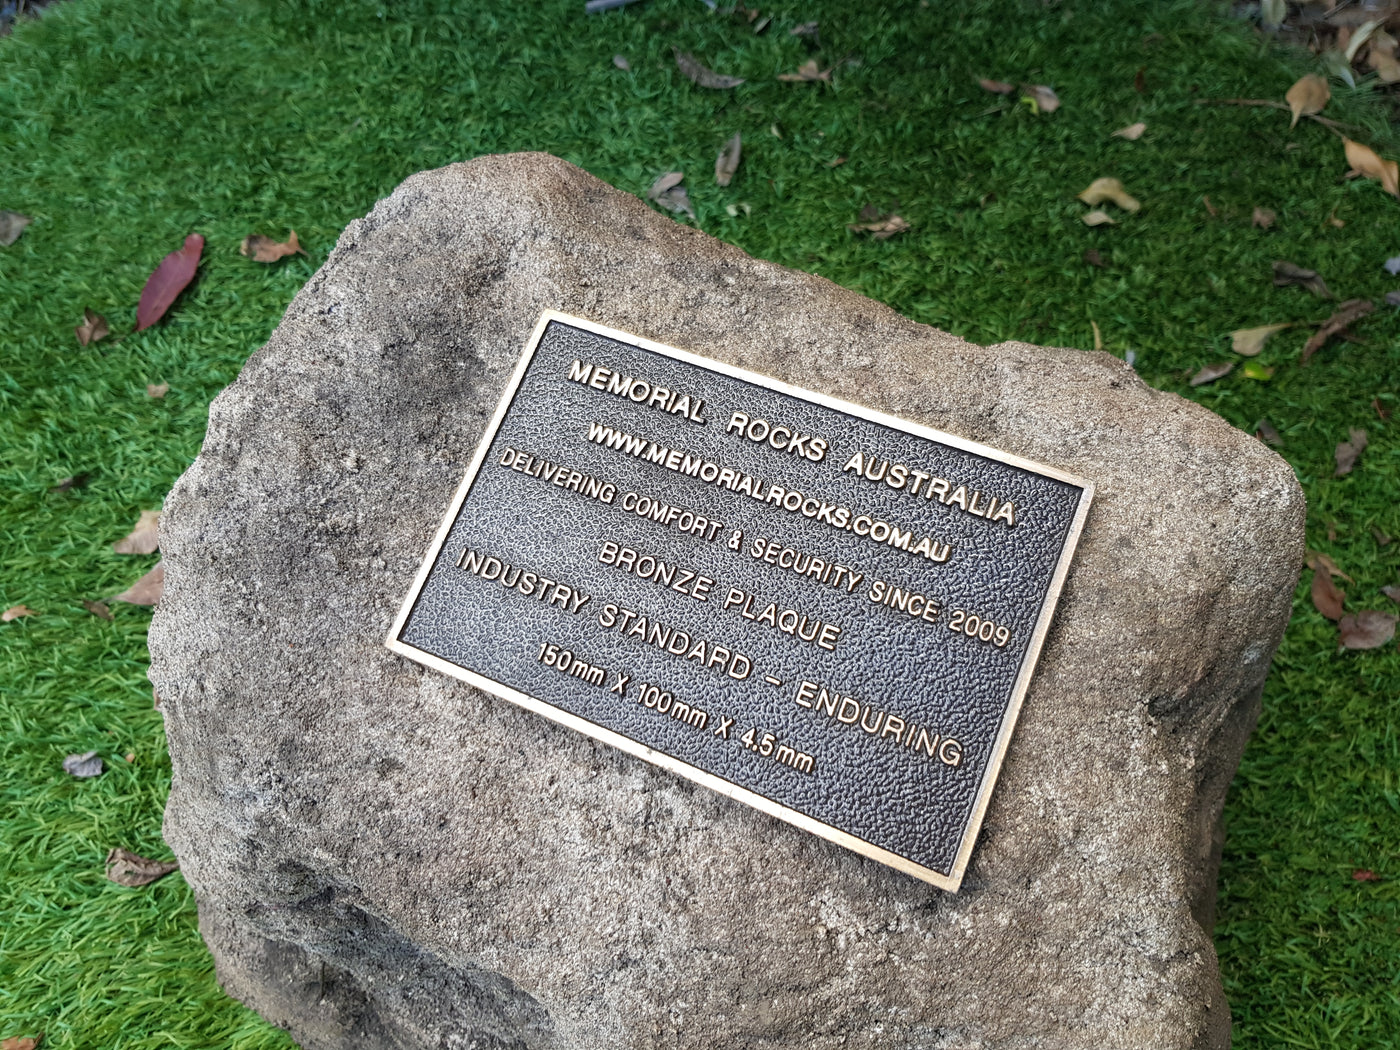 MEMORIAL ROCKS AUSTRALIA
WWW.MEMORIALROCKS.COM.AU
DELIVERING COMFORT & SECURITY SINCE 2009
BRONZE PLAQUE
INDUSTRY STANDARD - ENDURING
150mm X 100mm X 4.5mm